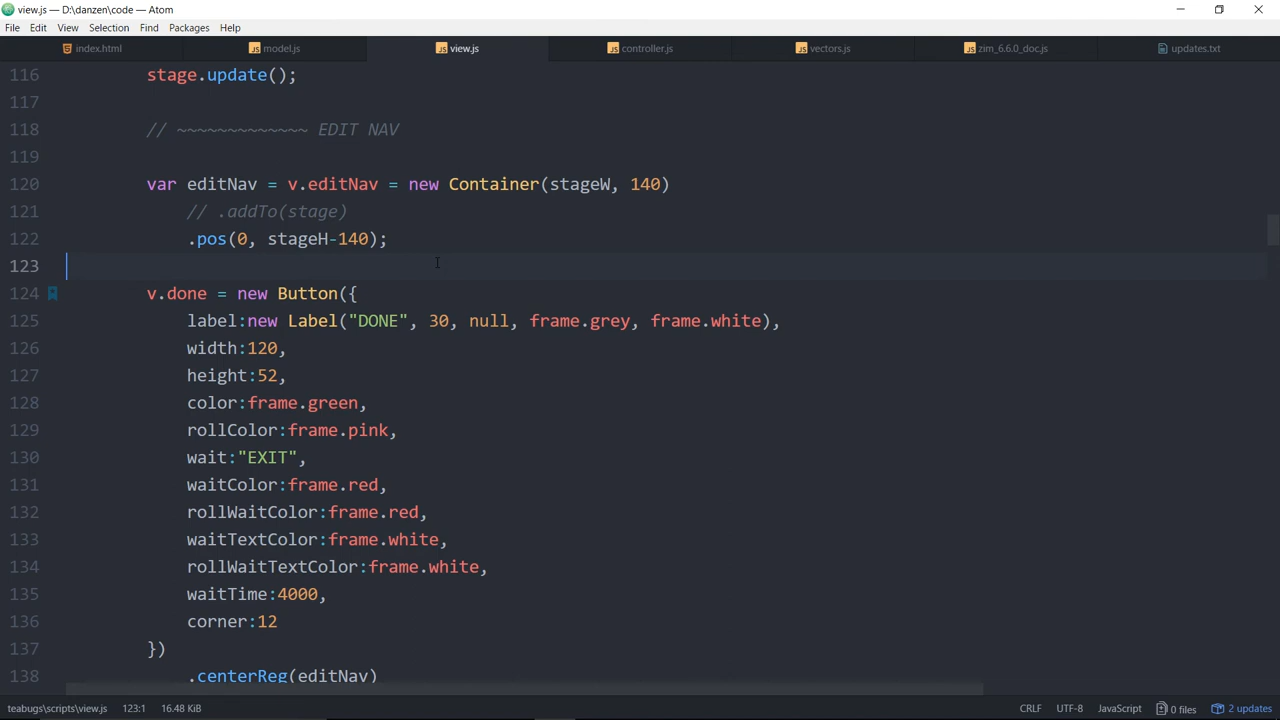 view.js — D:\danzen\code — Atom
File Edit View Selection Find Packages Help
index.html model.js view.js controller.js vectors.js zim_6.6.0_doc.js updates.txt
116 stage.update();
117
118 // ~~~~~~~~~~~~~ EDIT NAV
119
120 var editNav = v.editNav = new Container(stageW, 140)
121 // .addTo(stage)
122 .pos(0, stageH-140);
123
124 v.done = new Button({
125 label:new Label("DONE", 30, null, frame.grey, frame.white),
126 width:120,
127 height:52,
128 color:frame.green,
129 rollColor:frame.pink,
130 wait:"EXIT",
131 waitColor:frame.red,
132 rollWaitColor:frame.red,
133 waitTextColor:frame.white,
134 rollWaitTextColor:frame.white,
135 waitTime:4000,
136 corner:12
137 })
138 .centerReg(editNav)
teabugs\scripts\view.js 123:1 16.48 KiB CRLF UTF-8 JavaScript 0 files 2 updates